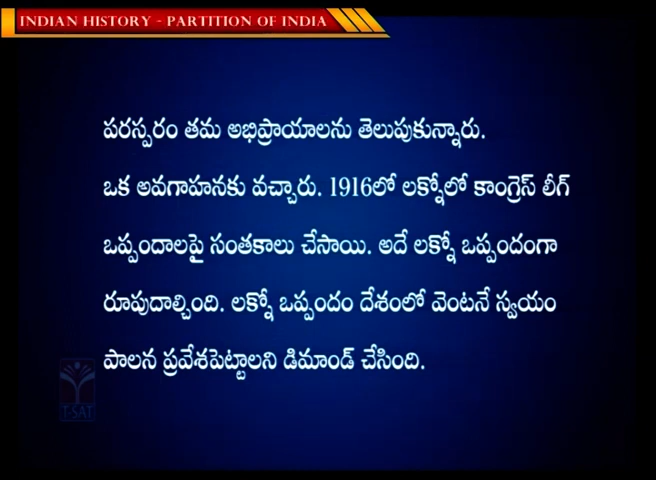 INDIAN HISTORY - PARTITION OF INDIA
పరస్పరం తమ అభిప్రాయాలను తెలుపుకున్నారు.
ఒక అవగాహనకు వచ్చారు. 1916లో లక్నోలో కాంగ్రెస్ లీగ్
ఒప్పందాలపై సంతకాలు చేసాయి. అదే లక్నో ఒప్పందంగా
రూపుదాల్చింది. లక్నో ఒప్పందం దేశంలో వెంటనే స్వయం
పాలన ప్రవేశపెట్టాలని డిమాండ్ చేసింది.
T-SAT